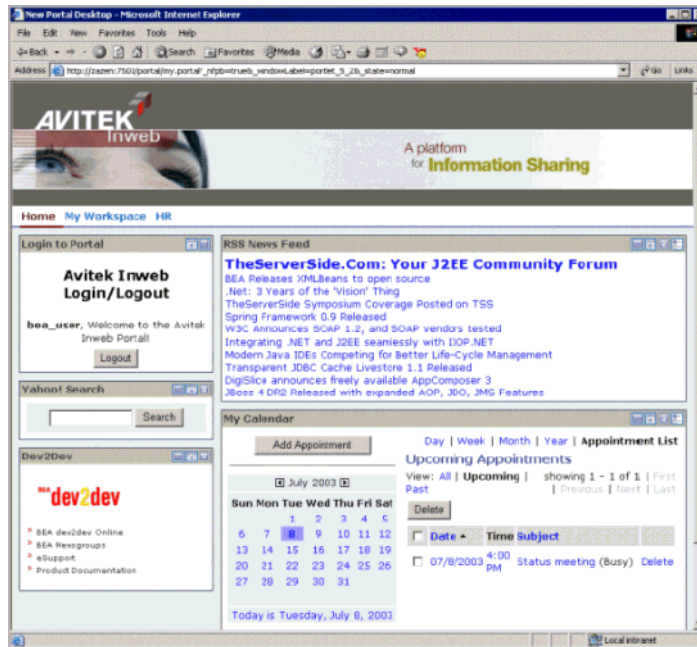 New Portal Desktop - Microsoft Internet Explorer
File Edit View Favorites Tools Help
Back Search Favorites Media
Address http://zazen:7501/portal/my.portal?_nfpb=true&_windowLabel=portlet_5_2&_state=normal Go Links
AVITEK
Inweb
A platform
for Information Sharing
Home My Workspace HR
Login to Portal
Avitek Inweb
Login/Logout
bea_user, Welcome to the Avitek
Inweb Portal!
Logout
Yahoo! Search
Search
Dev2Dev
BEA dev2dev
BEA dev2dev Online
BEA Newsgroups
eSupport
Product Documentation
RSS News Feed
TheServerSide.Com: Your J2EE Community Forum
BEA Releases XMLBeans to open source
.Net: 3 Years of the 'Vision' Thing
TheServerSide Symposium Coverage Posted on TSS
Spring Framework 0.9 Released
W3C Announces SOAP 1.2, and SOAP vendors tested
Integrating .NET and J2EE seamlessly with IIOP.NET
Modern Java IDEs Competing for Better Life-Cycle Management
Transparent JDBC Cache Livestore 1.1 Released
DigiSlice announces freely available AppComposer 3
JBoss 4 DR2 Released with expanded AOP, JDO, JMS Features
My Calendar
Add Appointment
July 2003
Sun Mon Tue Wed Thu Fri Sat
1 2 3 4 5
6 7 8 9 10 11 12
13 14 15 16 17 18 19
20 21 22 23 24 25 26
27 28 29 30 31
Today is Tuesday, July 8, 2003
Day | Week | Month | Year | Appointment List
Upcoming Appointments
View: All | Upcoming | showing 1 - 1 of 1 | First
Past | Previous | Next | Last
Delete
Date Time Subject
07/8/2003 4:00 PM Status meeting (Busy) Delete
Local intranet